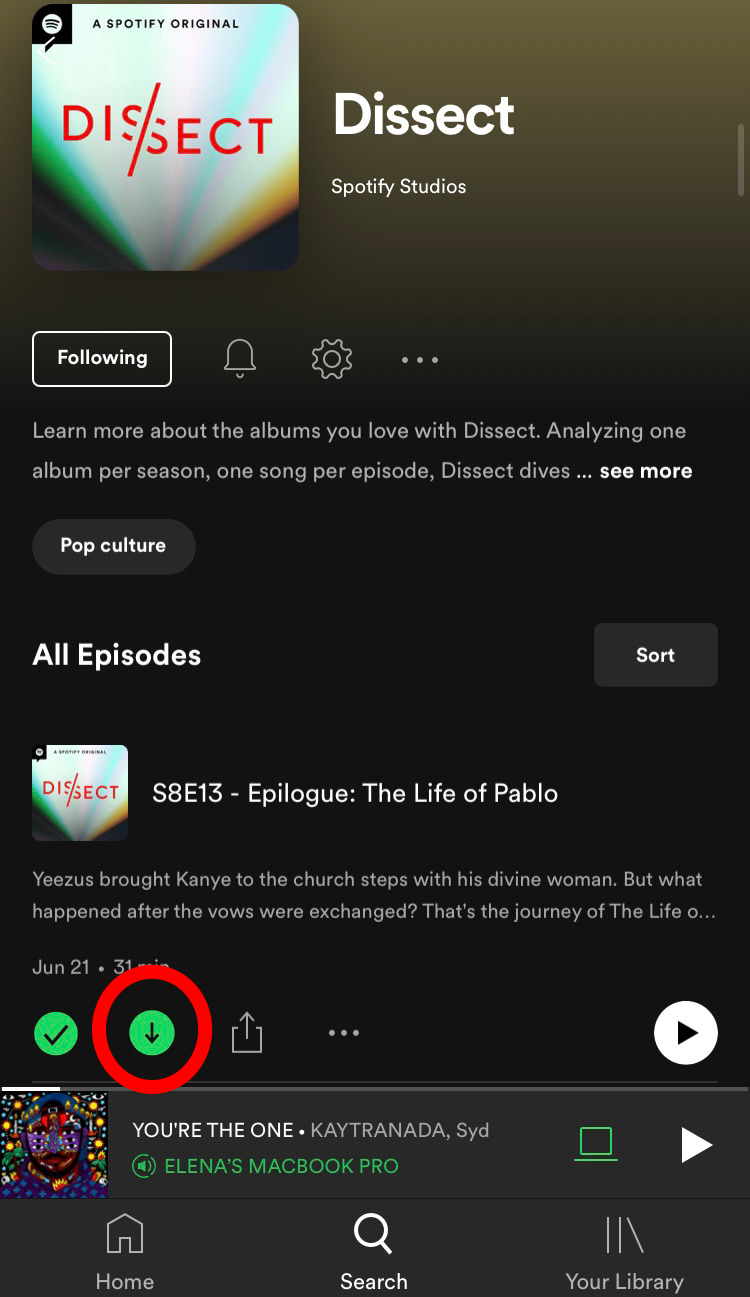 A SPOTIFY ORIGINAL
DISSECT
Dissect
Spotify Studios
Following
Learn more about the albums you love with Dissect. Analyzing one
album per season, one song per episode, Dissect dives ... see more
Pop culture
All Episodes
Sort
A SPOTIFY ORIGINAL
DISSECT
S8E13 - Epilogue: The Life of Pablo
Yeezus brought Kanye to the church steps with his divine woman. But what
happened after the vows were exchanged? That's the journey of The Life o...
Jun 21 • 31 min
YOU'RE THE ONE • KAYTRANADA, Syd
ELENA'S MACBOOK PRO
Home
Search
Your Library